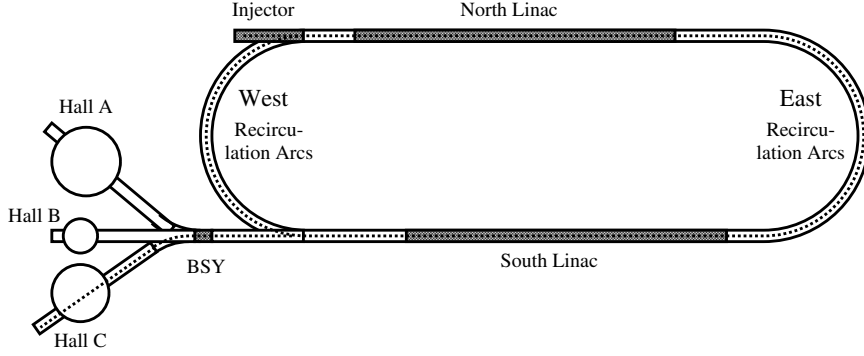 Injector
North Linac
West
Recircu-
lation Arcs
East
Recircu-
lation Arcs
Hall A
Hall B
BSY
South Linac
Hall C